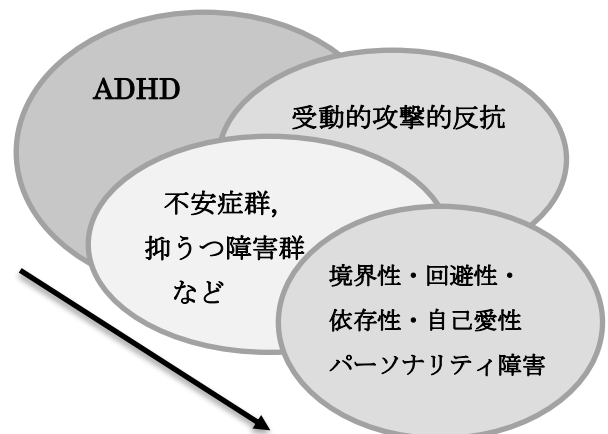 ADHD
受動的攻撃的反抗
不安症群,
抑うつ障害群
など
境界性・回避性・
依存性・自己愛性
パーソナリティ障害